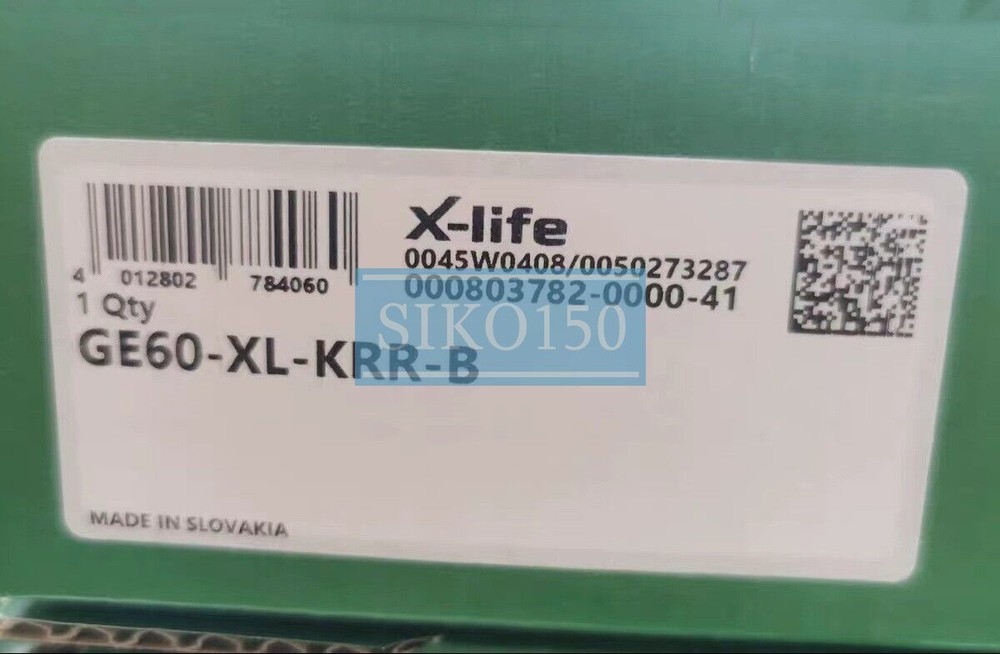 X-life
0045W0408/0050273287
000803782-0000-41
4 012802 784060
1 Qty
GE60-XL-KRR-B
SIKO150
MADE IN SLOVAKIA